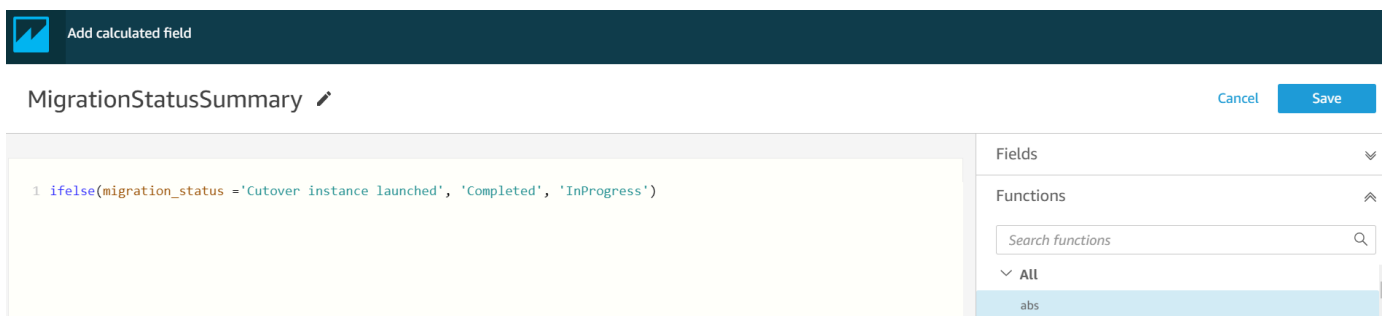 Add calculated field
MigrationStatusSummary
Cancel
Save
1 ifelse(migration_status ='Cutover instance launched', 'Completed', 'InProgress')
Fields
Functions
Search functions
All
abs